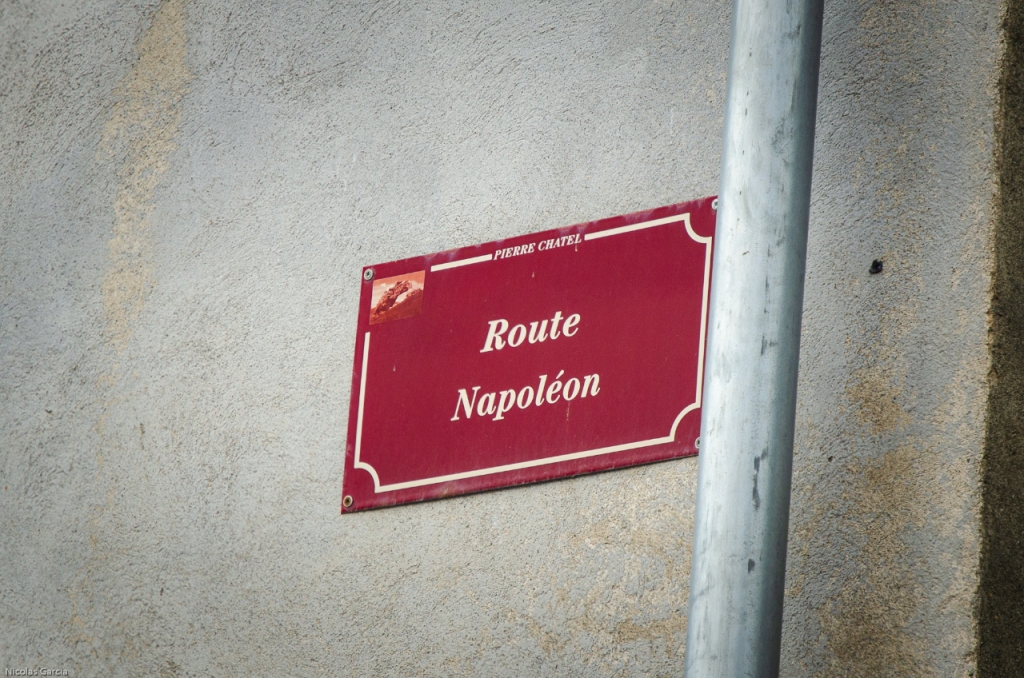 PIERRE CHATEL
Route
Napoléon
Nicolas Garcia